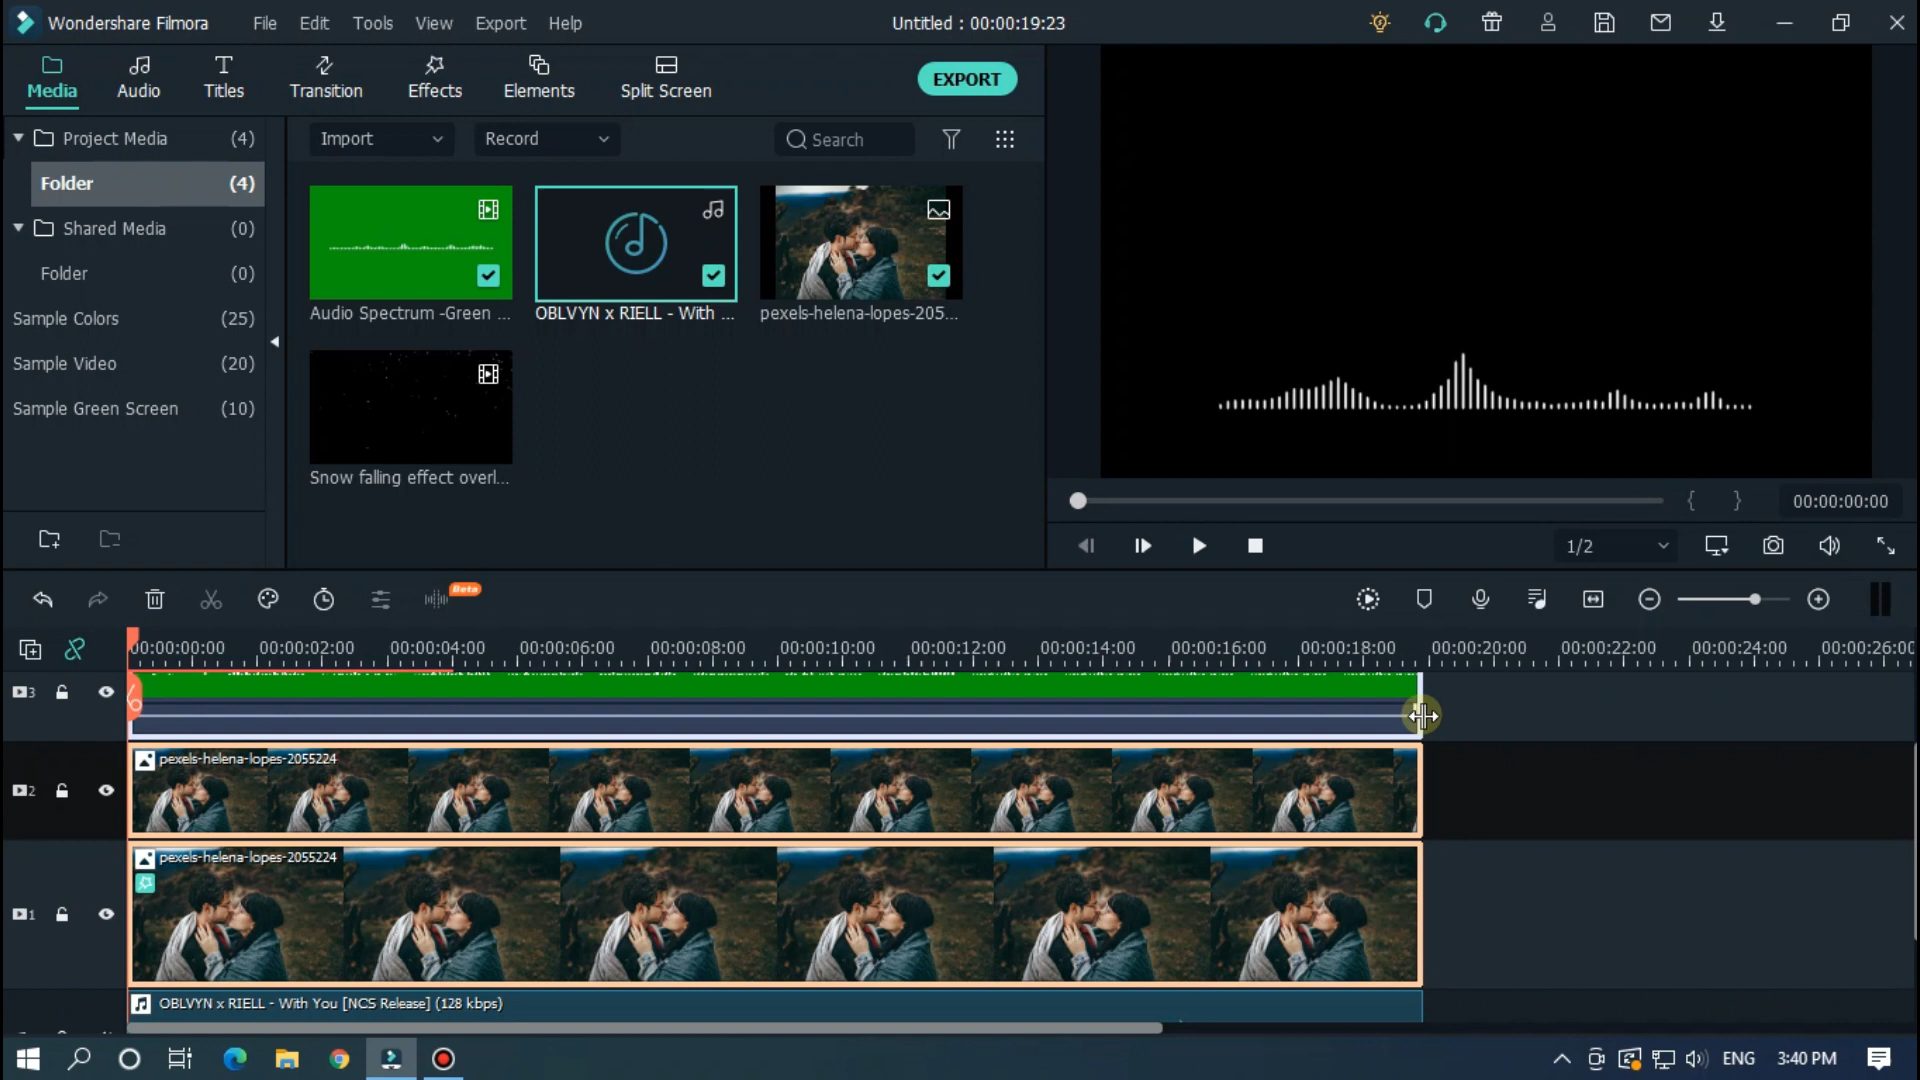 Wondershare Filmora File Edit Tools View Export Help Untitled : 00:00:19:23
Media Audio Titles Transition Effects Elements Split Screen EXPORT
Project Media (4) Import Record Search
Folder (4)
Shared Media (0)
Folder (0)
Sample Colors (25)
Sample Video (20)
Sample Green Screen (10)
Audio Spectrum -Green ... OBLVYN x RIELL - With ... pexels-helena-lopes-205...
Snow falling effect overl...
{ } 00:00:00:00
1/2
Beta
00:00:00:00 00:00:02:00 00:00:04:00 00:00:06:00 00:00:08:00 00:00:10:00 00:00:12:00 00:00:14:00 00:00:16:00 00:00:18:00 00:00:20:00 00:00:22:00 00:00:24:00 00:00:26:00
3
pexels-helena-lopes-2055224
2
pexels-helena-lopes-2055224
1
OBLVYN x RIELL - With You [NCS Release] (128 kbps)
ENG 3:40 PM